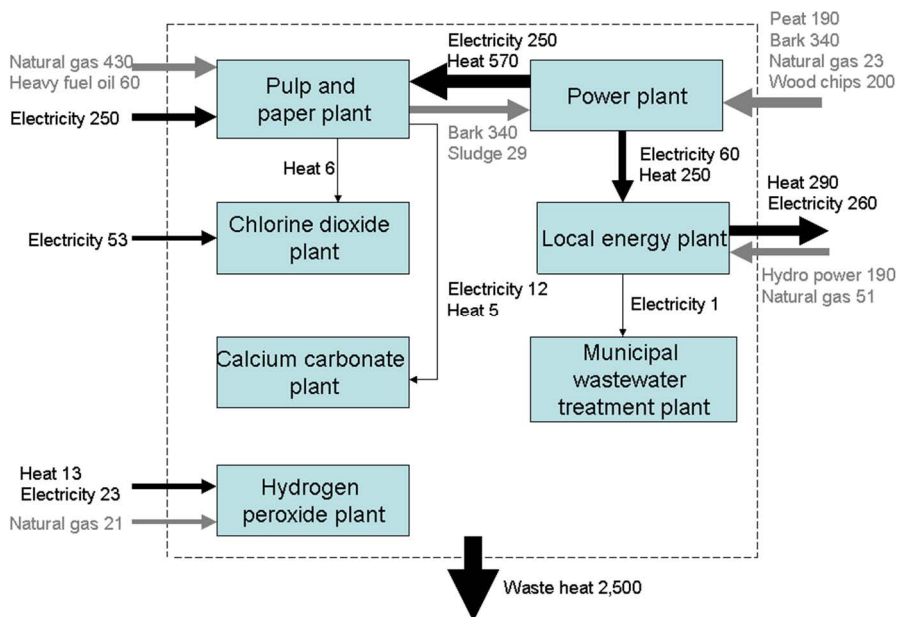 Peat 190
Bark 340
Natural gas 23
Wood chips 200
Electricity 250
Heat 570
Natural gas 430
Heavy fuel oil 60
Pulp and
paper plant
Power plant
Electricity 250
Bark 340
Sludge 29
Heat 6
Electricity 60
Heat 250
Heat 290
Electricity 260
Electricity 53
Chlorine dioxide
plant
Local energy plant
Hydro power 190
Natural gas 51
Electricity 12
Heat 5
Electricity 1
Calcium carbonate
plant
Municipal
wastewater
treatment plant
Heat 13
Electricity 23
Natural gas 21
Hydrogen
peroxide plant
Waste heat 2,500